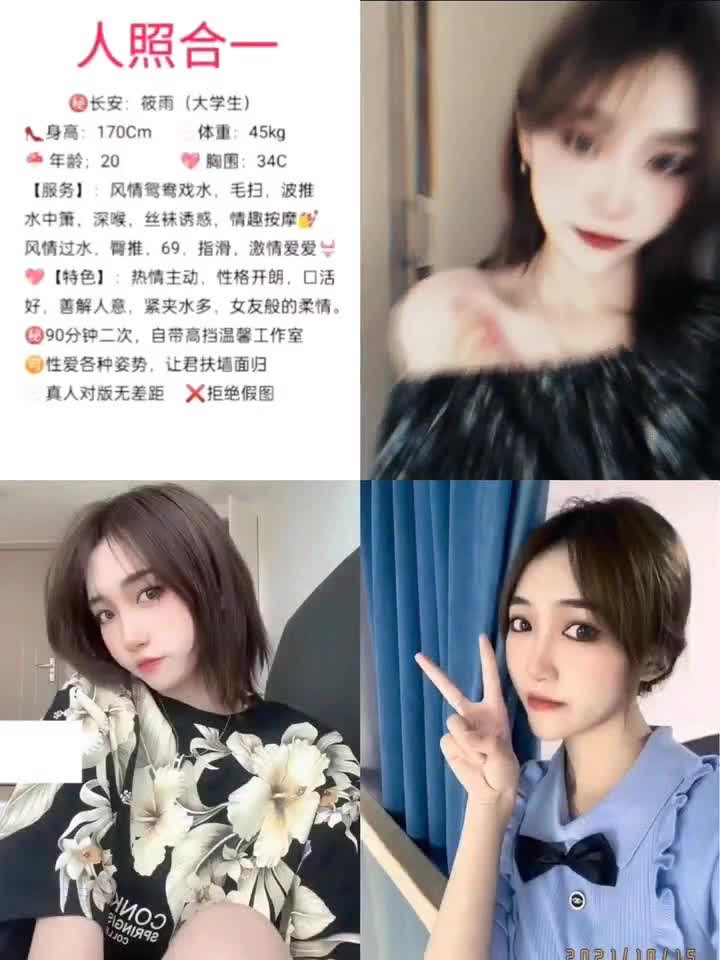 人照合一
㊙️长安：筱雨（大学生）
👠身高：170Cm 体重：45kg
年龄；20 💖胸围：34C
【服务】：风情鸳鸯戏水，毛扫，波推
水中箫，深喉，丝袜诱惑，情趣按摩💅
风情过水，臀推，69，指滑，激情爱爱👙
💖【特色】：热情主动，性格开朗，口活
好，善解人意，紧夹水多，女友般的柔情。
㊙️90分钟二次，自带高挡温馨工作室
🉑性爱各种姿势，让君扶墙面归
真人对版无差距 ❌拒绝假图
CONK
SPRING/S
COLL
2021/10/15